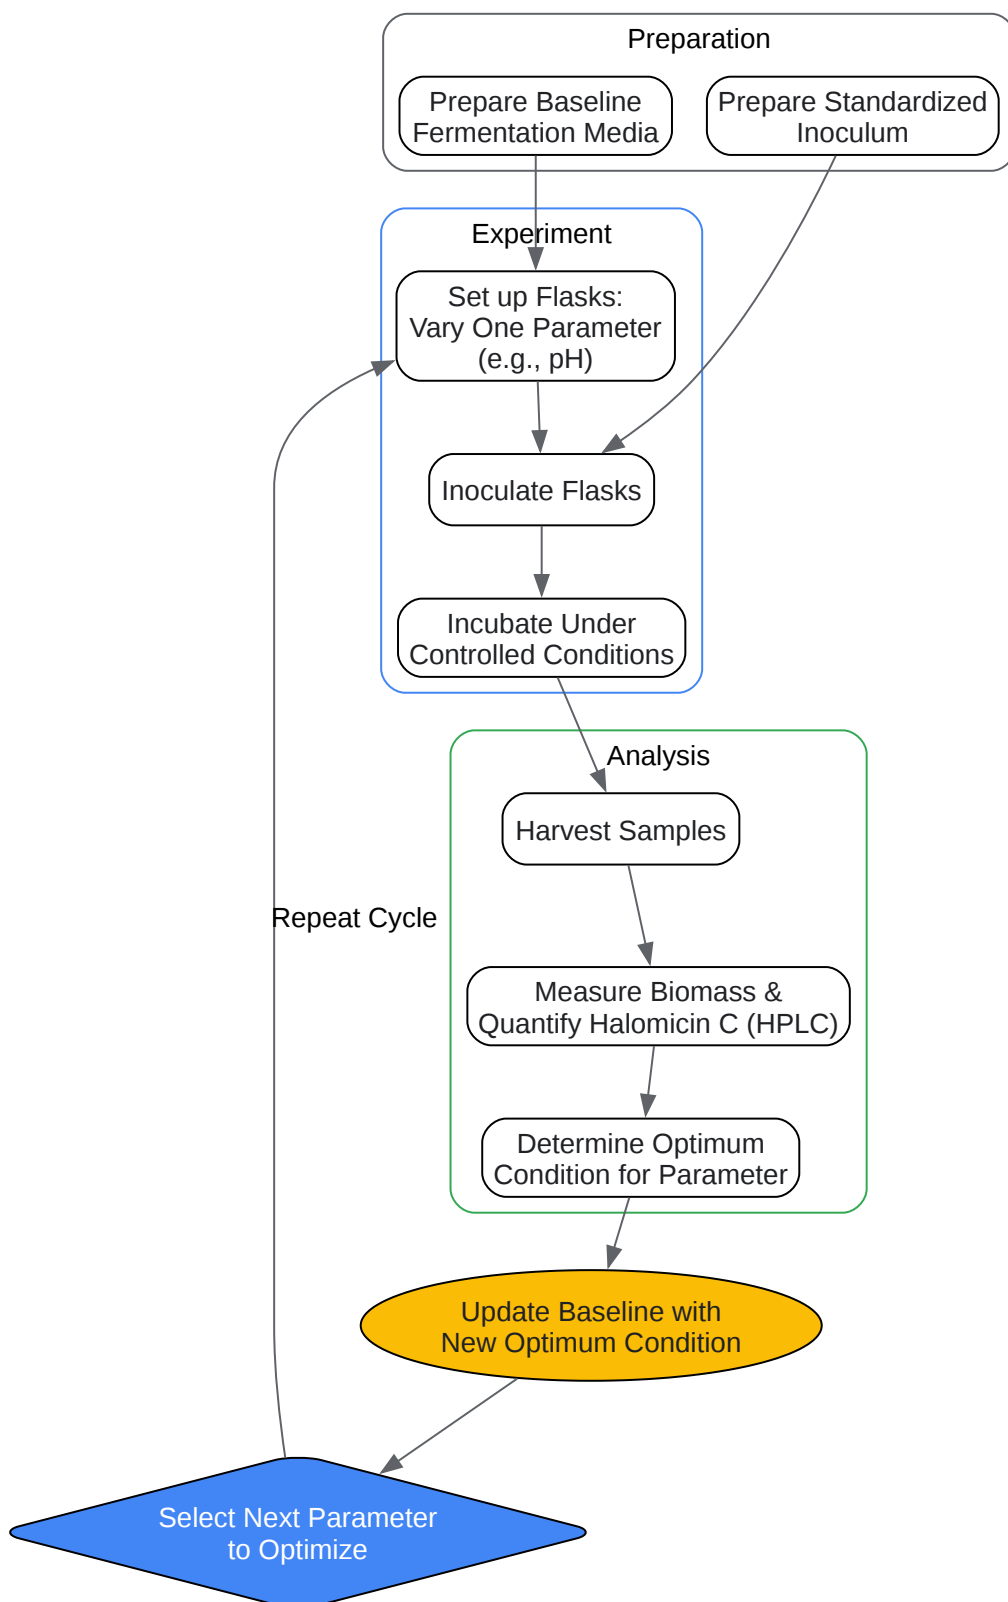 Preparation
Prepare Baseline
Fermentation Media
Prepare Standardized
Inoculum
Experiment
Set up Flasks:
Vary One Parameter
(e.g., pH)
Inoculate Flasks
Incubate Under
Controlled Conditions
Analysis
Harvest Samples
Repeat Cycle
Measure Biomass &
Quantify Halomicin C (HPLC)
Determine Optimum
Condition for Parameter
Update Baseline with
New Optimum Condition
Select Next Parameter
to Optimize